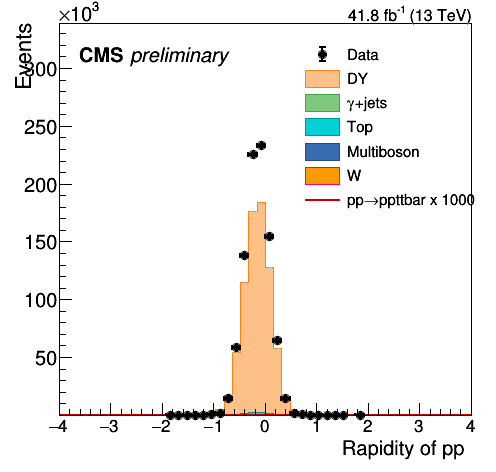 ×10³
41.8 fb⁻¹ (13 TeV)
Events
CMS preliminary
Data
DY
γ+jets
Top
Multiboson
W
pp→ppttbar x 1000
300
250
200
150
100
50
−4 −3 −2 −1 0 1 2 3 4
Rapidity of pp